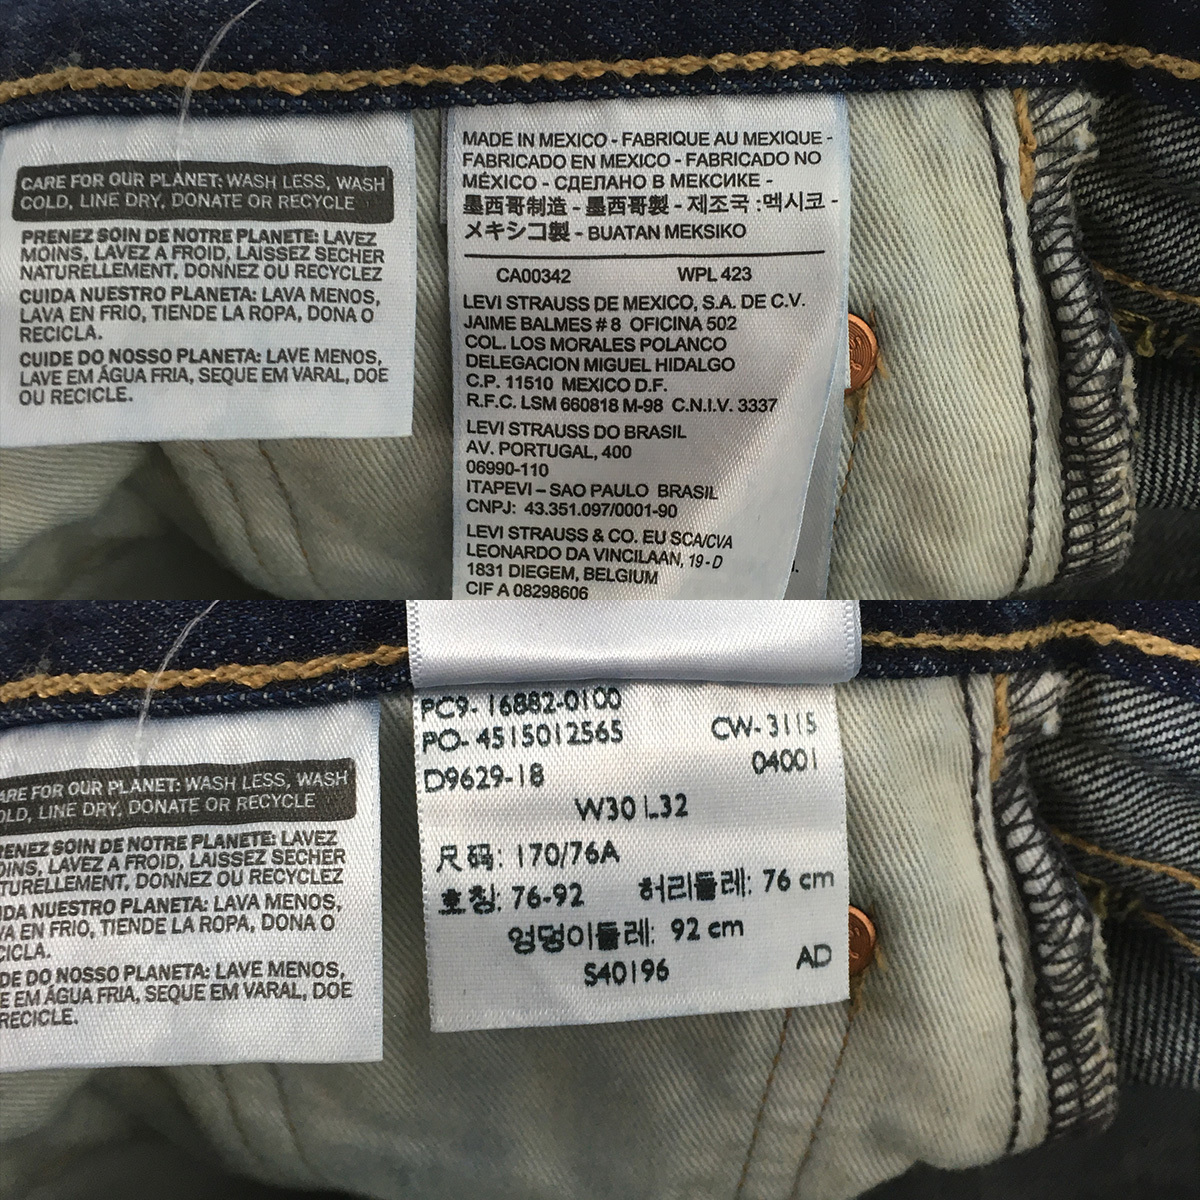 CARE FOR OUR PLANET: WASH LESS, WASH
COLD, LINE DRY, DONATE OR RECYCLE
PRENEZ SOIN DE NOTRE PLANETE: LAVEZ
MOINS, LAVEZ A FROID, LAISSEZ SECHER
NATURELLEMENT, DONNEZ OU RECYCLEZ
CUIDA NUESTRO PLANETA: LAVA MENOS,
LAVA EN FRIO, TIENDE LA ROPA, DONA O
RECICLA.
CUIDE DO NOSSO PLANETA: LAVE MENOS,
LAVE EM ÁGUA FRIA, SEQUE EM VARAL, DOE
OU RECICLE.
MADE IN MEXICO - FABRIQUE AU MEXIQUE -
FABRICADO EN MEXICO - FABRICADO NO
MÉXICO - СДЕЛАНО В МЕКСИКЕ -
墨西哥制造 - 墨西哥製 - 제조국 :멕시코 -
メキシコ製 - BUATAN MEKSIKO
CA00342 WPL 423
LEVI STRAUSS DE MEXICO, S.A. DE C.V.
JAIME BALMES # 8 OFICINA 502
COL. LOS MORALES POLANCO
DELEGACION MIGUEL HIDALGO
C.P. 11510 MEXICO D.F.
R.F.C. LSM 660818 M-98 C.N.I.V. 3337
LEVI STRAUSS DO BRASIL
AV. PORTUGAL, 400
06990-110
ITAPEVI – SAO PAULO BRASIL
CNPJ: 43.351.097/0001-90
LEVI STRAUSS & CO. EU SCA/CVA
LEONARDO DA VINCILAAN, 19-D
1831 DIEGEM, BELGIUM
CIF A 08298606
ARE FOR OUR PLANET: WASH LESS, WASH
OLD, LINE DRY, DONATE OR RECYCLE
RENEZ SOIN DE NOTRE PLANETE: LAVEZ
OINS, LAVEZ A FROID, LAISSEZ SECHER
TURELLEMENT, DONNEZ OU RECYCLEZ
IDA NUESTRO PLANETA: LAVA MENOS,
VA EN FRIO, TIENDE LA ROPA, DONA O
CICLA.
DE DO NOSSO PLANETA: LAVE MENOS,
E EM ÁGUA FRIA, SEQUE EM VARAL, DOE
RECICLE.
PC9-16882-0100
PO-4515012565 CW-3115
D9629-18 04001
W30 L32
尺码: 170/76A
호칭: 76-92 허리둘레: 76 cm
엉덩이둘레: 92 cm
S40196 AD